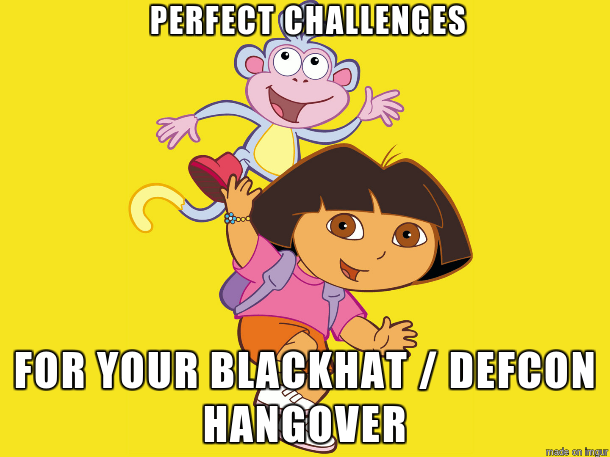 PERFECT CHALLENGES
FOR YOUR BLACKHAT / DEFCON
HANGOVER
made on imgur